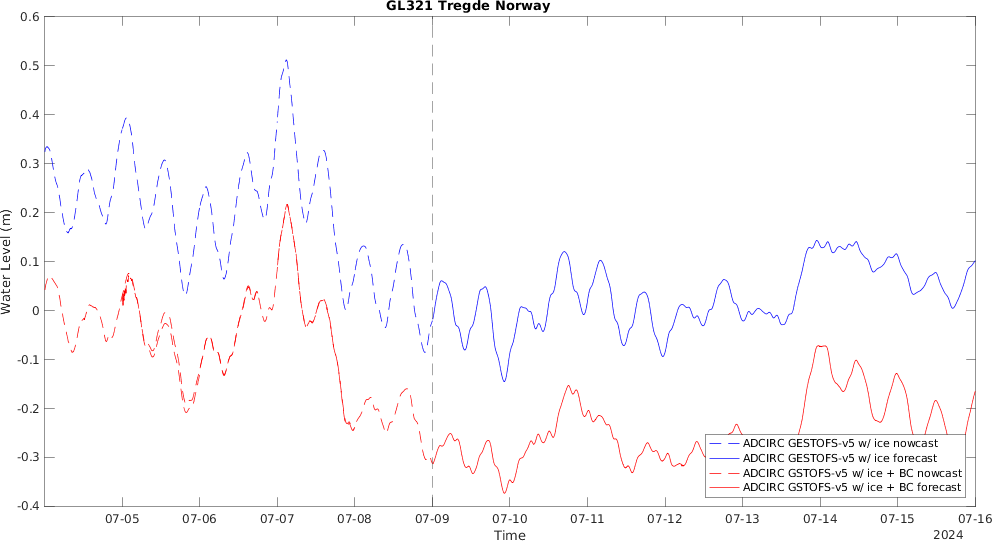 GL321 Tregde Norway
0.6
0.5
0.4
0.3
0.2
0.1
0
-0.1
-0.2
-0.3
-0.4
Water Level (m)
ADCIRC GESTOFS-v5 w/ ice nowcast
ADCIRC GESTOFS-v5 w/ ice forecast
ADCIRC GSTOFS-v5 w/ ice + BC nowcast
ADCIRC GSTOFS-v5 w/ ice + BC forecast
07-05 07-06 07-07 07-08 07-09 07-10 07-11 07-12 07-13 07-14 07-15 07-16
Time
2024